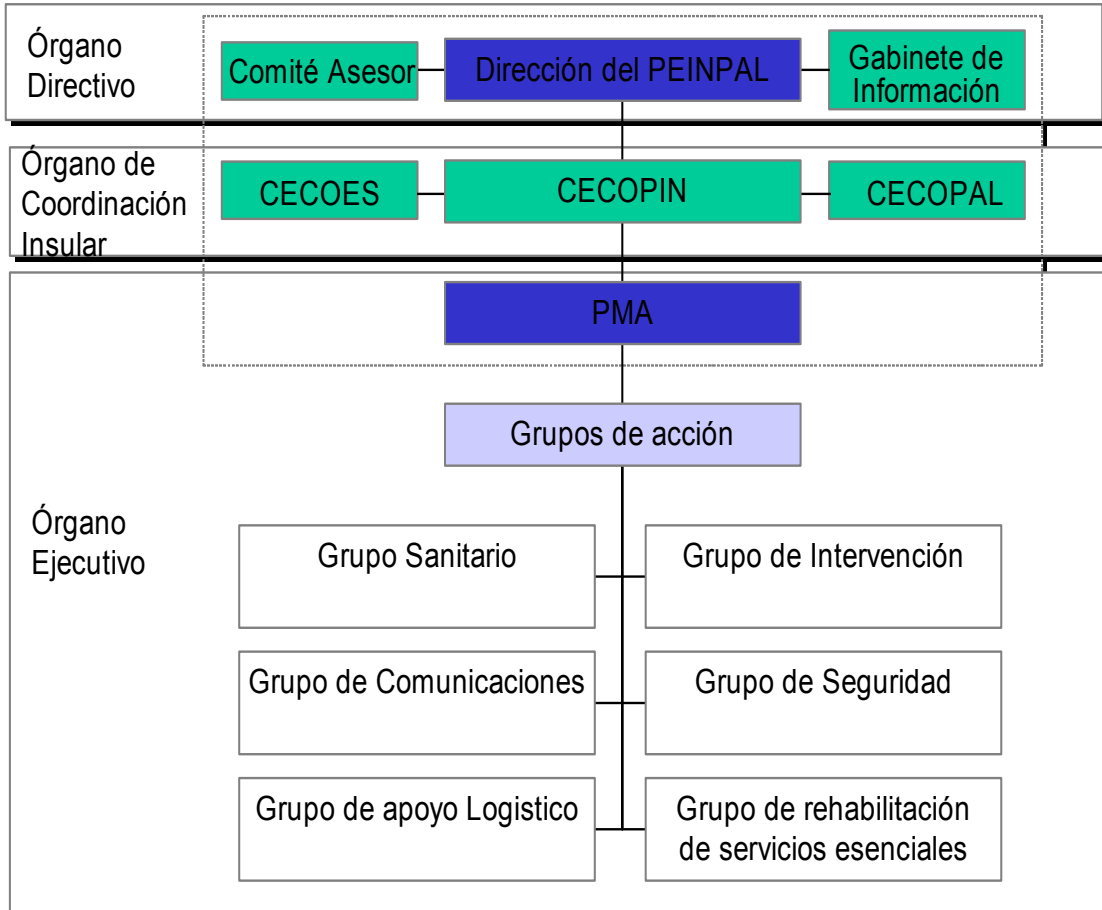 Órgano
Directivo
Comité Asesor
Dirección del PEINPAL
Gabinete de
Información
Órgano de
Coordinación
Insular
CECOES
CECOPIN
CECOPAL
PMA
Grupos de acción
Órgano
Ejecutivo
Grupo Sanitario
Grupo de Intervención
Grupo de Comunicaciones
Grupo de Seguridad
Grupo de apoyo Logistico
Grupo de rehabilitación
de servicios esenciales